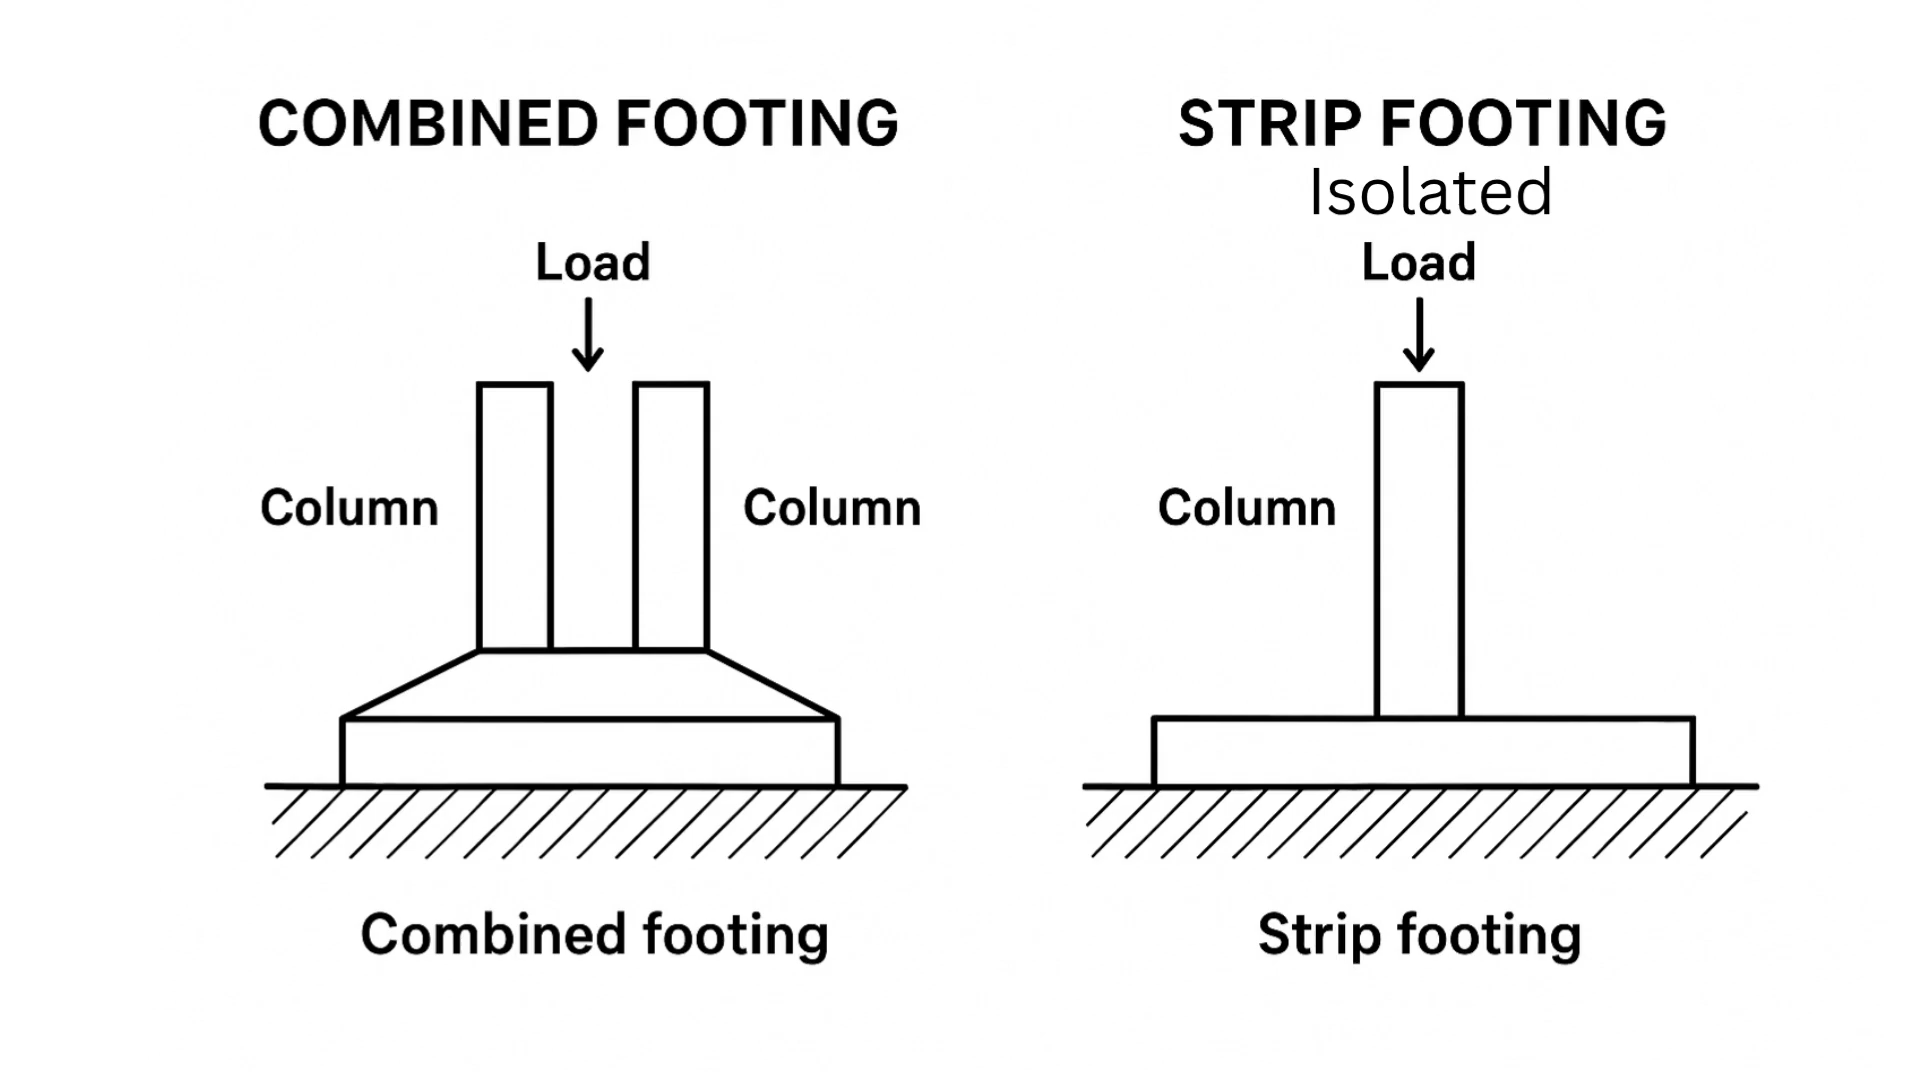 COMBINED FOOTING
Load
Column
Column
Combined footing
STRIP FOOTING
Isolated
Load
Column
Strip footing